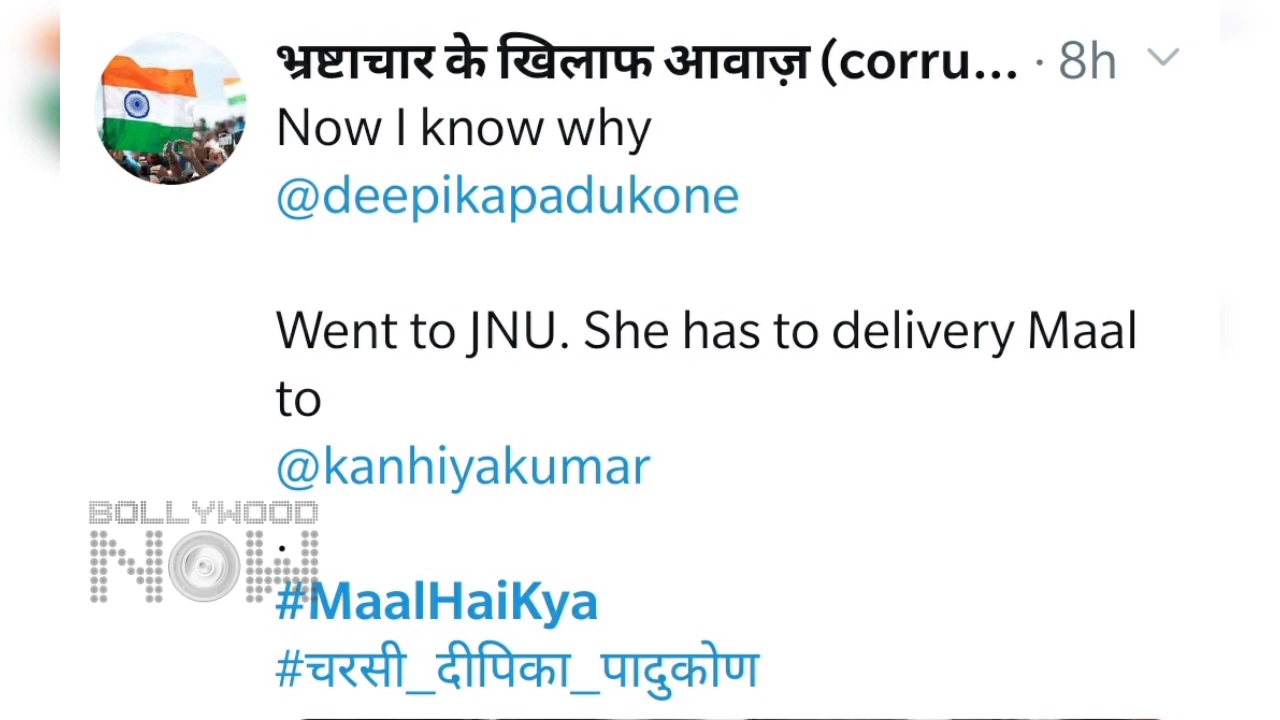 भ्रष्टाचार के खिलाफ आवाज़ (corru... · 8h
Now I know why
@deepikapadukone
Went to JNU. She has to delivery Maal
to
@kanhiyakumar
.
BOLLYWOOD
NOW
#MaalHaiKya
#चरसी_दीपिका_पादुकोण